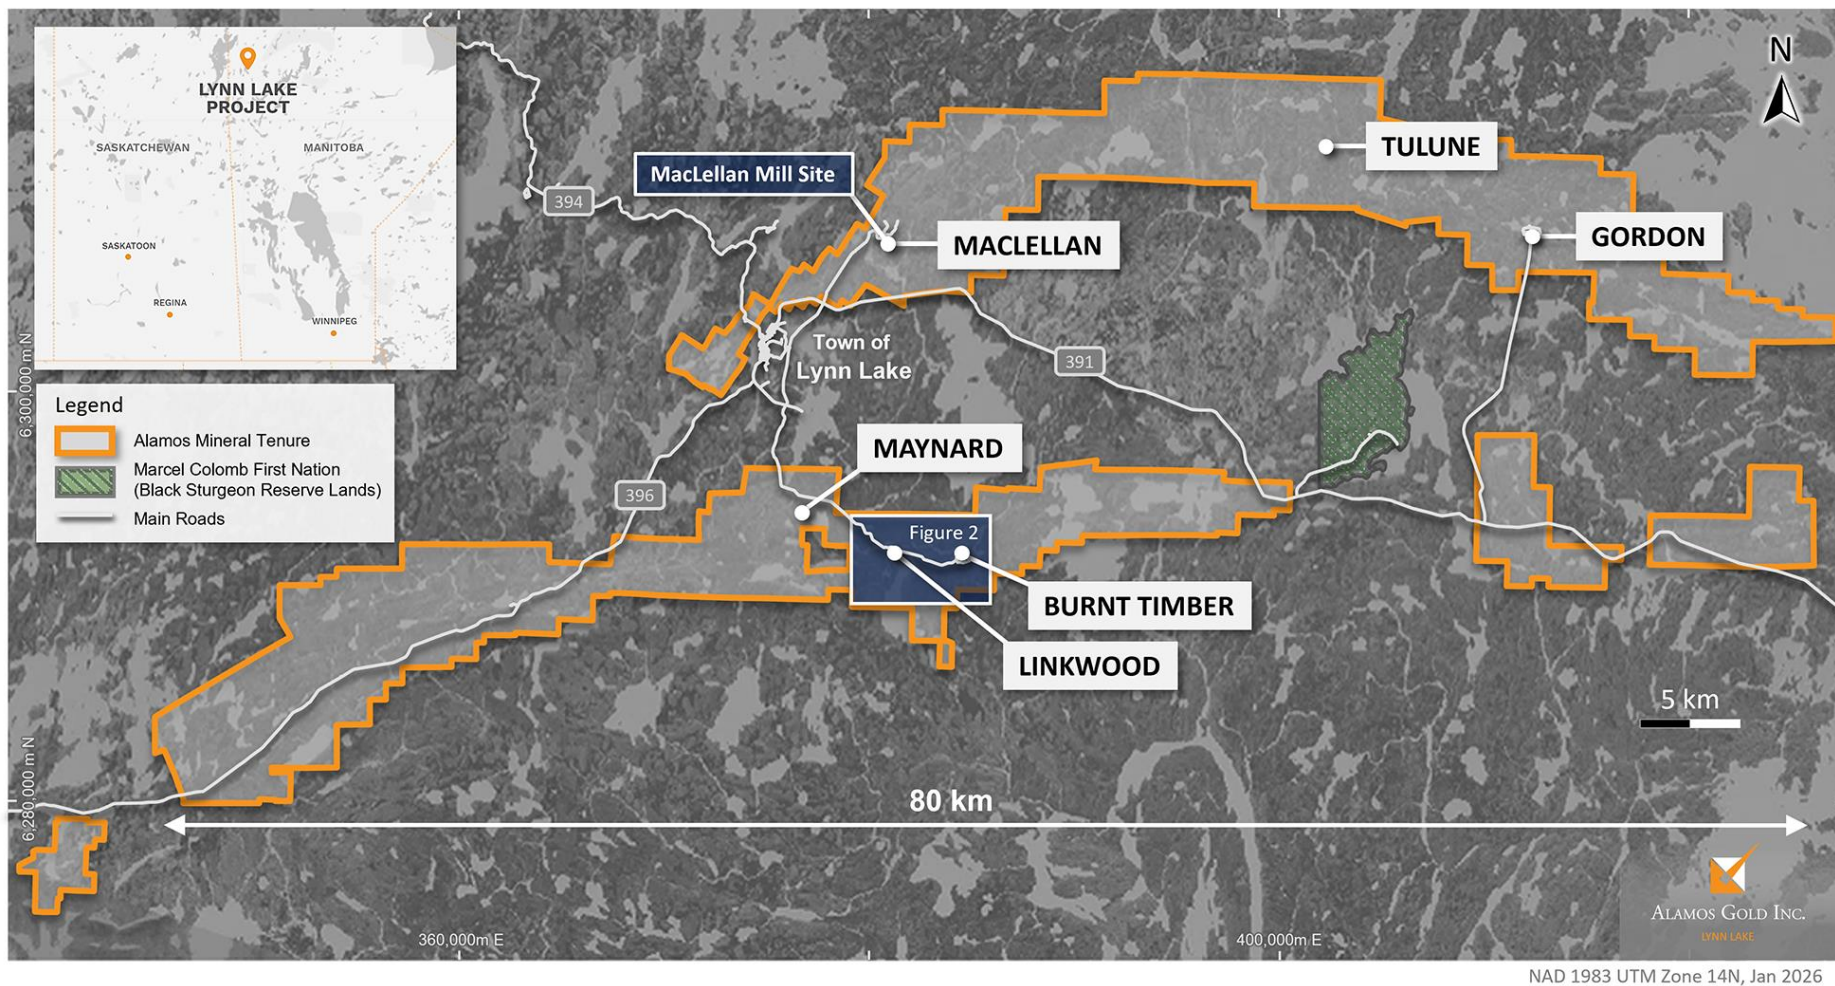 LYNN LAKE
PROJECT
SASKATCHEWAN
MANITOBA
SASKATOON
REGINA
WINNIPEG
Legend
Alamos Mineral Tenure
Marcel Colomb First Nation
(Black Sturgeon Reserve Lands)
Main Roads
N
394
MacLellan Mill Site
MACLELLAN
TULUNE
GORDON
Town of
Lynn Lake
391
MAYNARD
396
Figure 2
BURNT TIMBER
LINKWOOD
5 km
80 km
6,300,000 m N
6,280,000 m N
360,000m E
400,000m E
ALAMOS GOLD INC.
LYNN LAKE
NAD 1983 UTM Zone 14N, Jan 2026